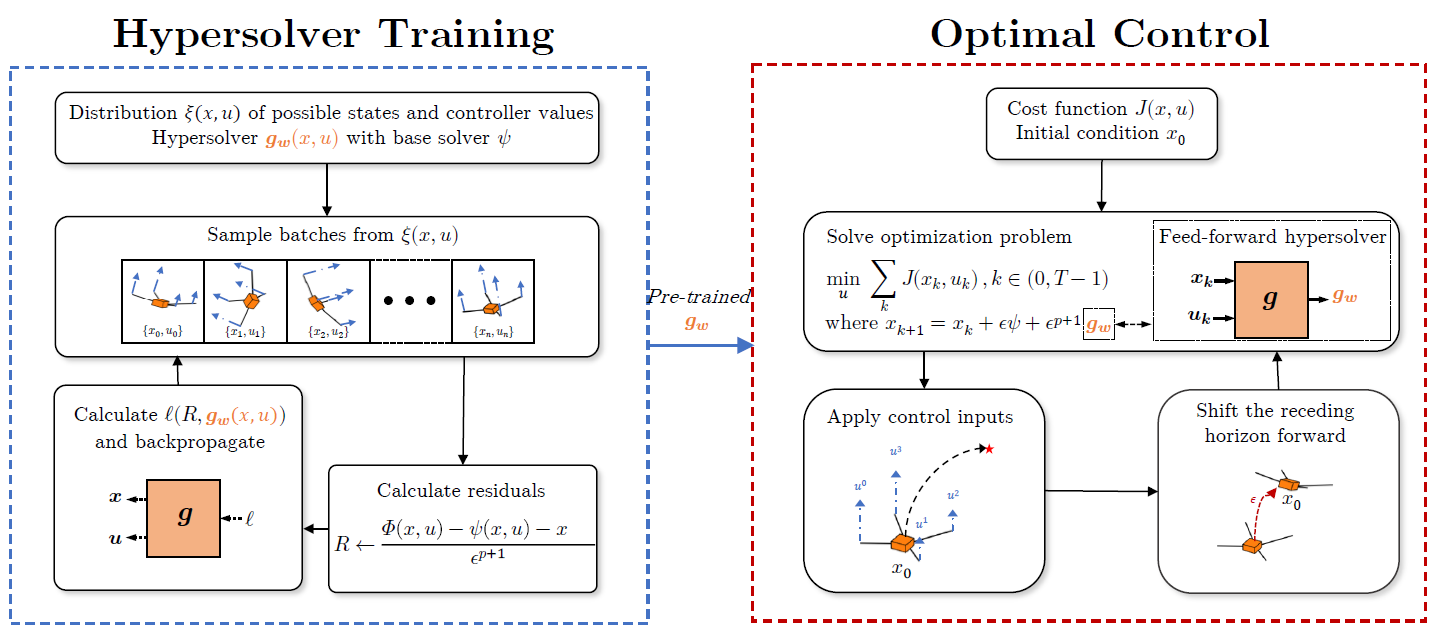 Hypersolver Training
Distribution ξ(x, u) of possible states and controller values
Hypersolver g_w(x, u) with base solver ψ
Sample batches from ξ(x, u)
{x_0, u_0}
{x_1, u_1}
{x_2, u_2}
{x_n, u_n}
Calculate ℓ(R, g_w(x, u))
and backpropagate
x
u
g
ℓ
Calculate residuals
R ← (Φ(x, u) − ψ(x, u) − x) / ϵ^{p+1}
Pre-trained
g_w
Optimal Control
Cost function J(x, u)
Initial condition x_0
Solve optimization problem
min_u ∑_k J(x_k, u_k) , k ∈ (0, T − 1)
where x_{k+1} = x_k + ϵψ + ϵ^{p+1} g_w
Feed-forward hypersolver
x_k
u_k
g
g_w
Apply control inputs
u^3
u^0
u^2
u^1
x_0
Shift the receding
horizon forward
ϵ
x_0